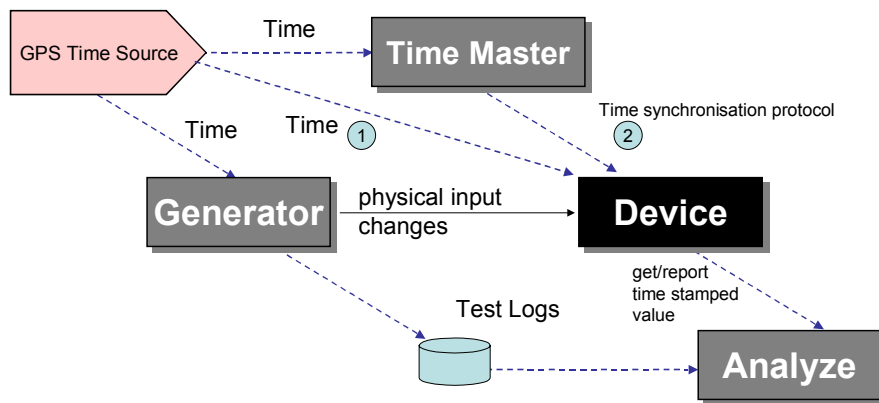 Time
GPS Time Source
Time Master
Time synchronisation protocol
Time
Time 1
2
physical input
changes
Generator
Device
get/report
time stamped
value
Test Logs
Analyze